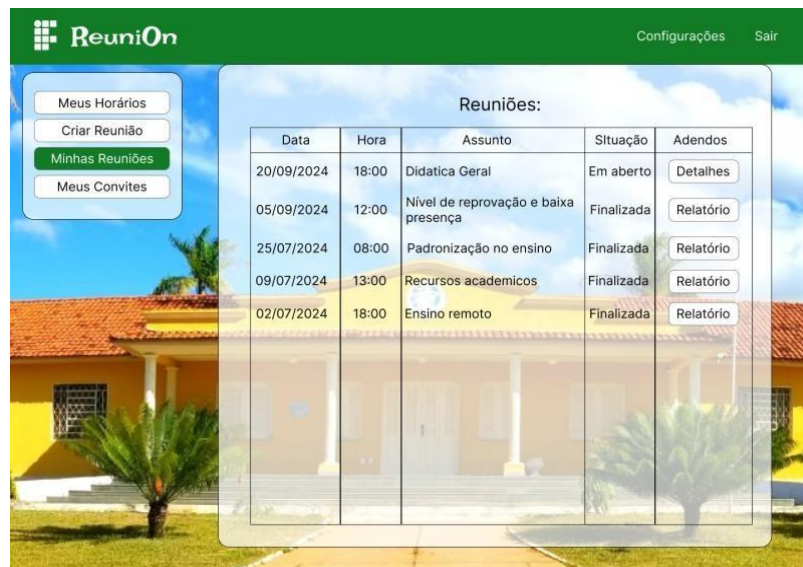 ReuniOn
Configurações Sair
Meus Horários
Criar Reunião
Minhas Reuniões
Meus Convites
Reuniões:
Data Hora Assunto SItuação Adendos
20/09/2024 18:00 Didatica Geral Em aberto Detalhes
05/09/2024 12:00 Nível de reprovação e baixa
presença Finalizada Relatório
25/07/2024 08:00 Padronização no ensino Finalizada Relatório
09/07/2024 13:00 Recursos academicos Finalizada Relatório
02/07/2024 18:00 Ensino remoto Finalizada Relatório